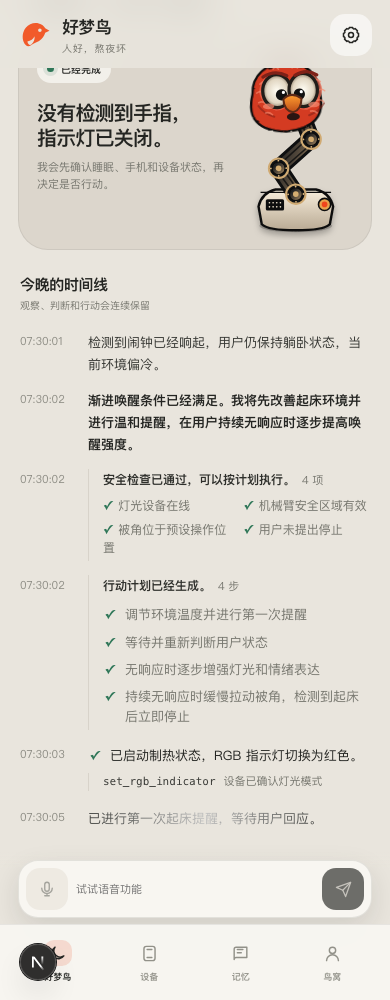 好梦鸟
人好，熬夜坏
已经完成
没有检测到手指，
指示灯已关闭。
我会先确认睡眠、手机和设备状态，再
决定是否行动。
今晚的时间线
观察、判断和行动会连续保留
07:30:01 检测到闹钟已经响起，用户仍保持躺卧状态，当
前环境偏冷。
07:30:02 渐进唤醒条件已经满足。我将先改善起床环境并
进行温和提醒，在用户持续无响应时逐步提高唤
醒强度。
07:30:02 安全检查已通过，可以按计划执行。 4 项
✓ 灯光设备在线 ✓ 机械臂安全区域有效
✓ 被角位于预设操作位 ✓ 用户未提出停止
置
07:30:02 行动计划已经生成。 4 步
✓ 调节环境温度并进行第一次提醒
✓ 等待并重新判断用户状态
✓ 无响应时逐步增强灯光和情绪表达
✓ 持续无响应时缓慢拉动被角，检测到起床
后立即停止
07:30:03 ✓ 已启动制热状态，RGB 指示灯切换为红色。
set_rgb_indicator 设备已确认灯光模式
07:30:05 已进行第一次起床提醒，等待用户回应。
试试语音功能
N
好梦鸟 设备 记忆 鸟窝